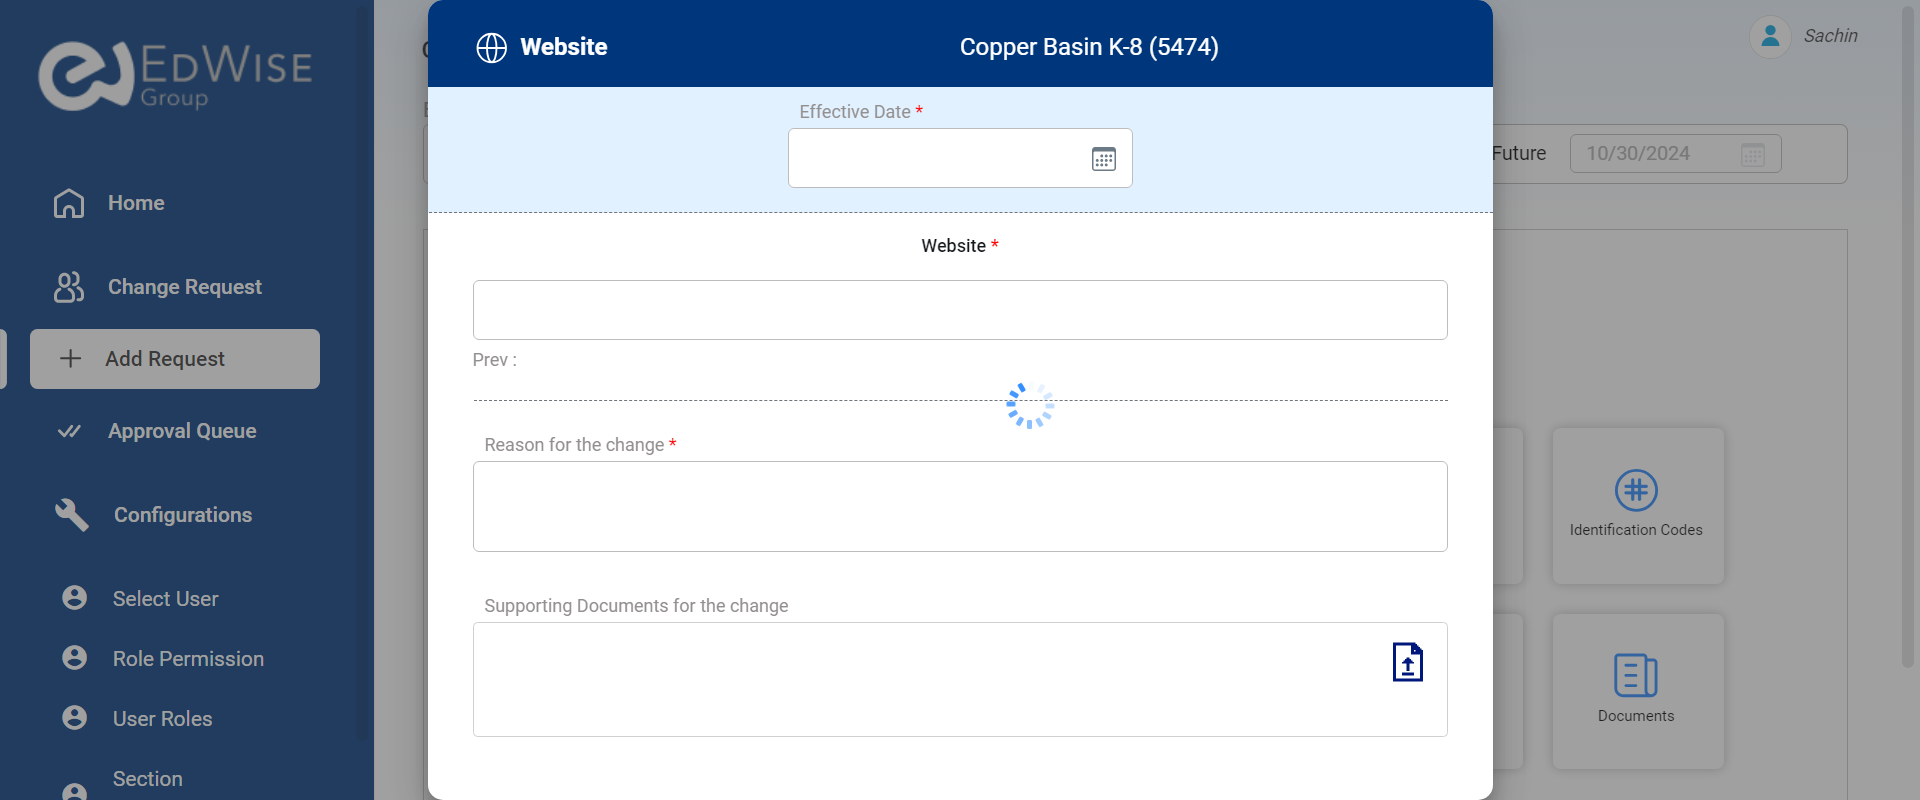 EDWISE
Group
Home
Change Request
Add Request
Approval Queue
Configurations
Select User
Role Permission
User Roles
Section
Website
Copper Basin K-8 (5474)
Effective Date *
Website *
Prev :
Reason for the change *
Supporting Documents for the change
Sachin
Future
10/30/2024
Identification Codes
Documents